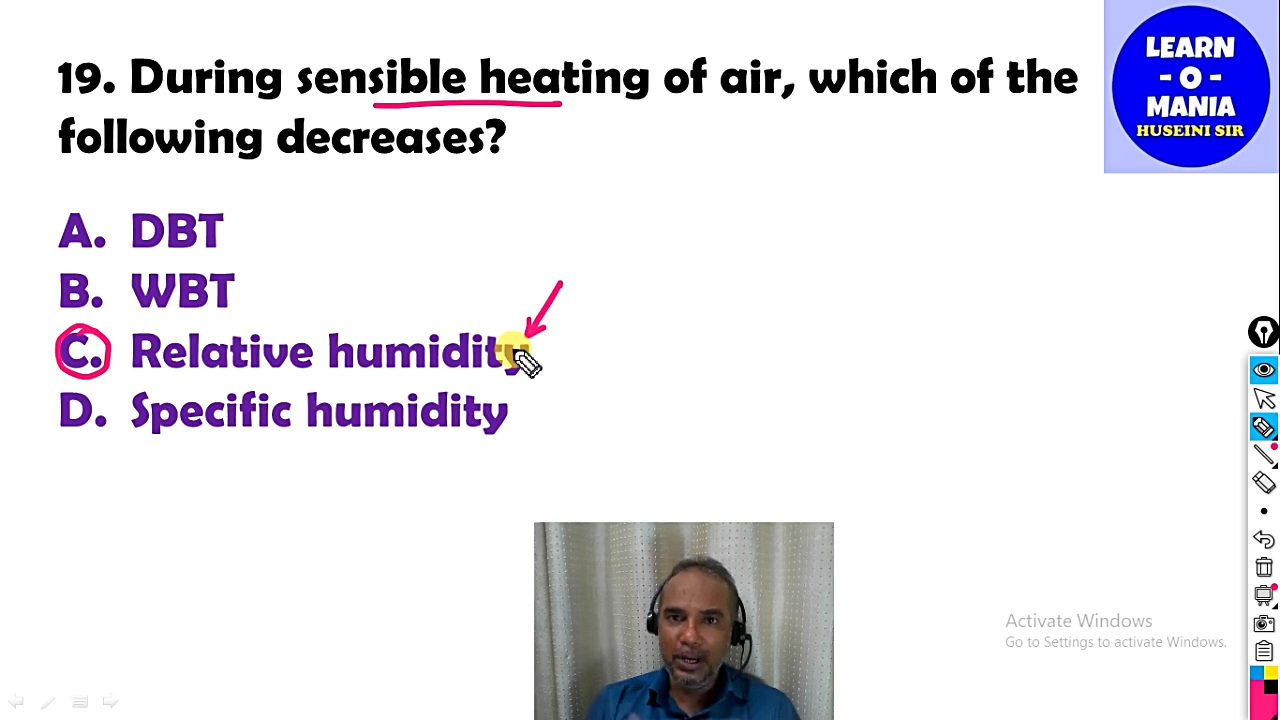 19. During sensible heating of air, which of the
following decreases?
A. DBT
B. WBT
C. Relative humidity
D. Specific humidity
LEARN
- O -
MANIA
HUSEINI SIR
Activate Windows
Go to Settings to activate Windows.